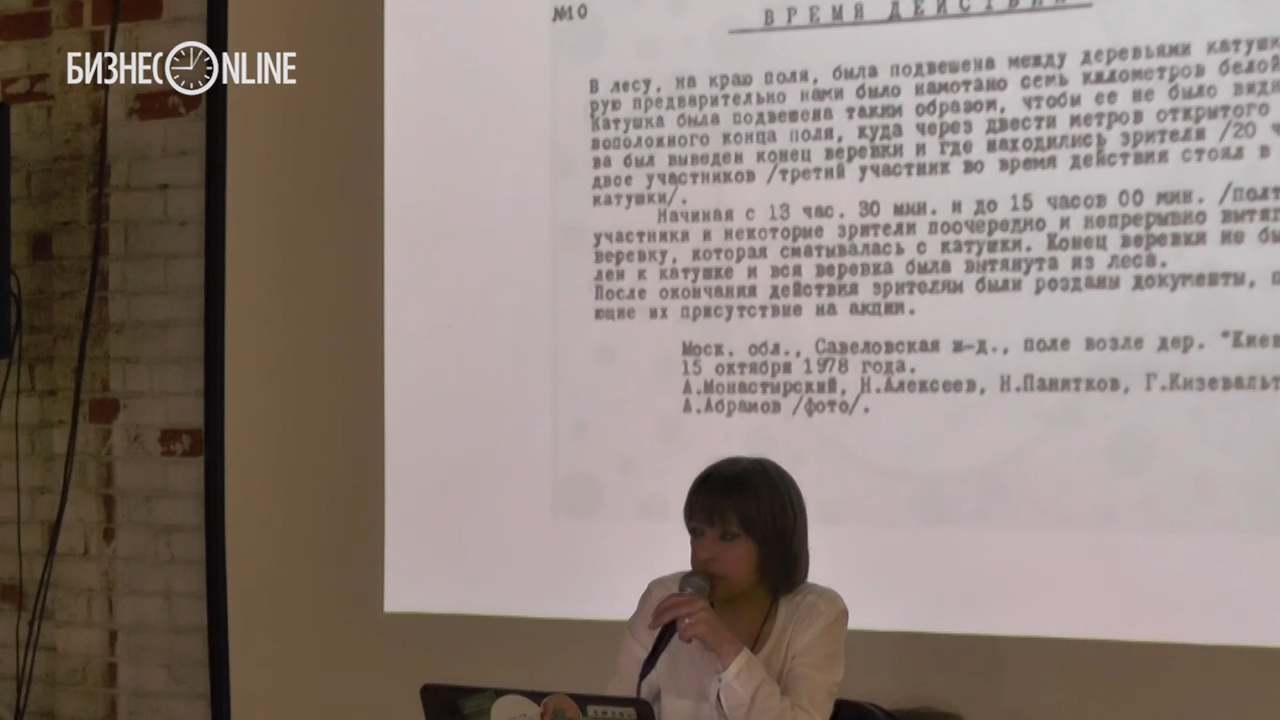 №10
ВРЕМЯ ДЕЙСТВИЯ
БИЗНЕС ONLINE
В лесу, на краю поля, была подвешена между деревьями катушк
рую предварительно нами было намотано семь километров белой
Катушка была подвешена таким образом, чтобы ее не было видн
воположного конца поля, куда через двести метров открытого
ва был выведен конец веревки и где находились зрители /20 ч
двое участников /третий участник во время действия стоял в
катушки/.
Начиная с 13 час. 30 мин. и до 15 часов 00 мин. /полт
участники и некоторые зрители поочередно и непрерывно вытяг
веревку, которая сматывалась с катушки. Конец веревки не бы
лен к катушке и вся веревка была вытянута из леса.
После окончания действия зрителям были розданы документы, п
ющие их присутствие на акции.
Моск. обл., Савеловская ж-д., поле возле дер. "Киев
15 октября 1978 года.
А.Монастырский, Н.Алексеев, Н.Панитков, Г.Кизевальт
А.Абрамов /фото/.